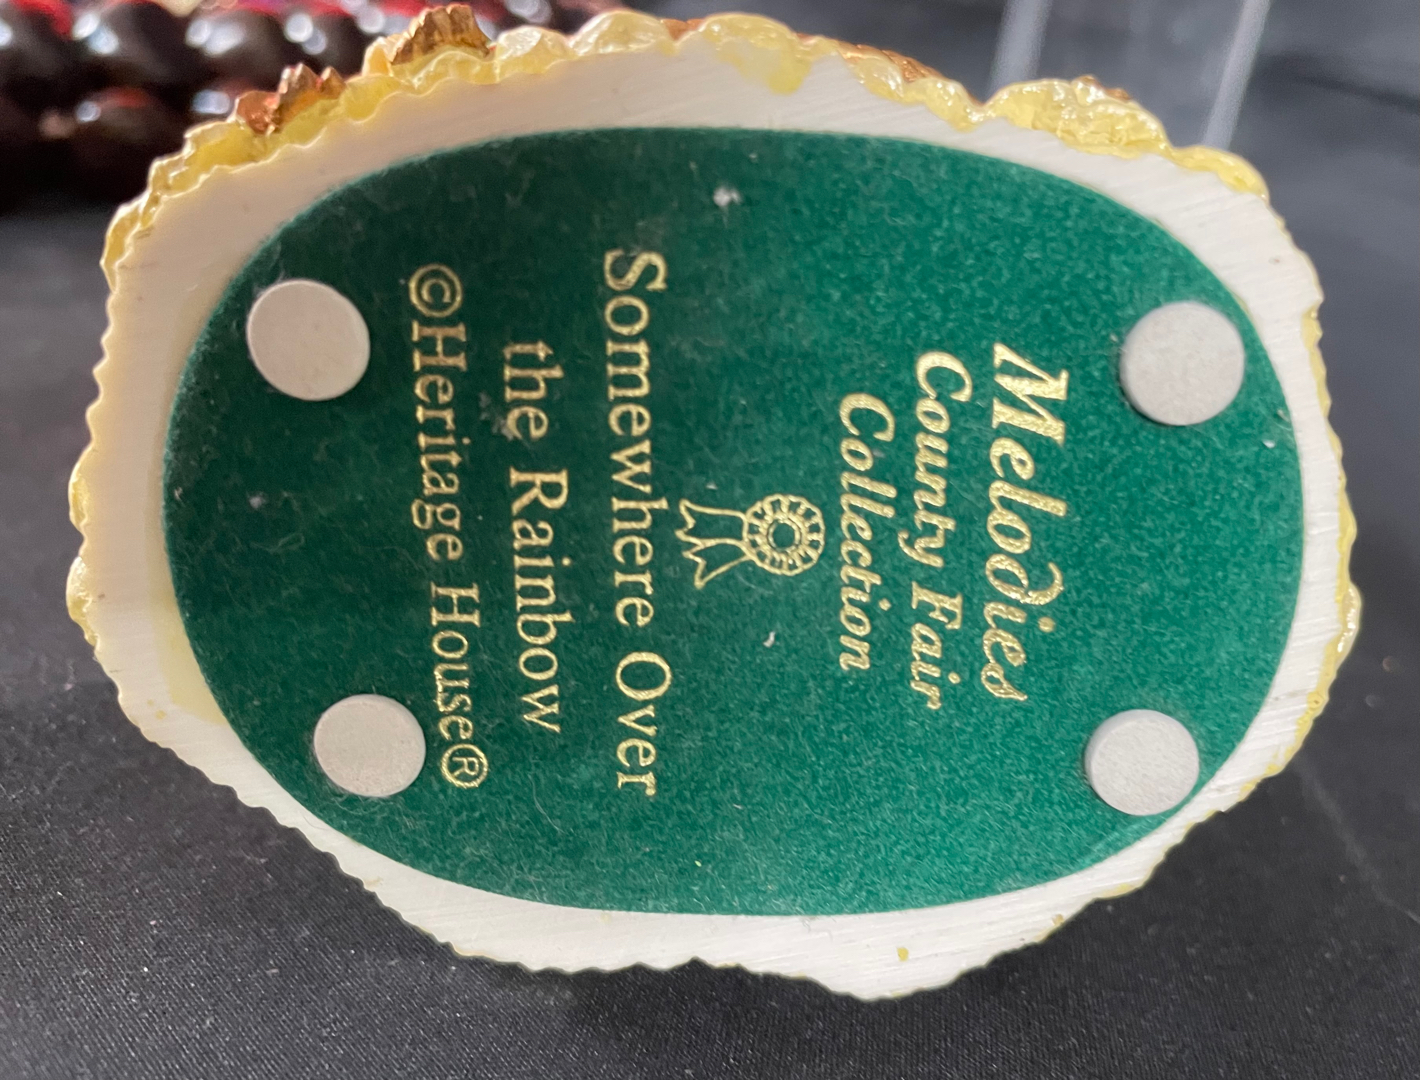 Melodies
County Fair
Collection
Somewhere Over
the Rainbow
©Heritage House®